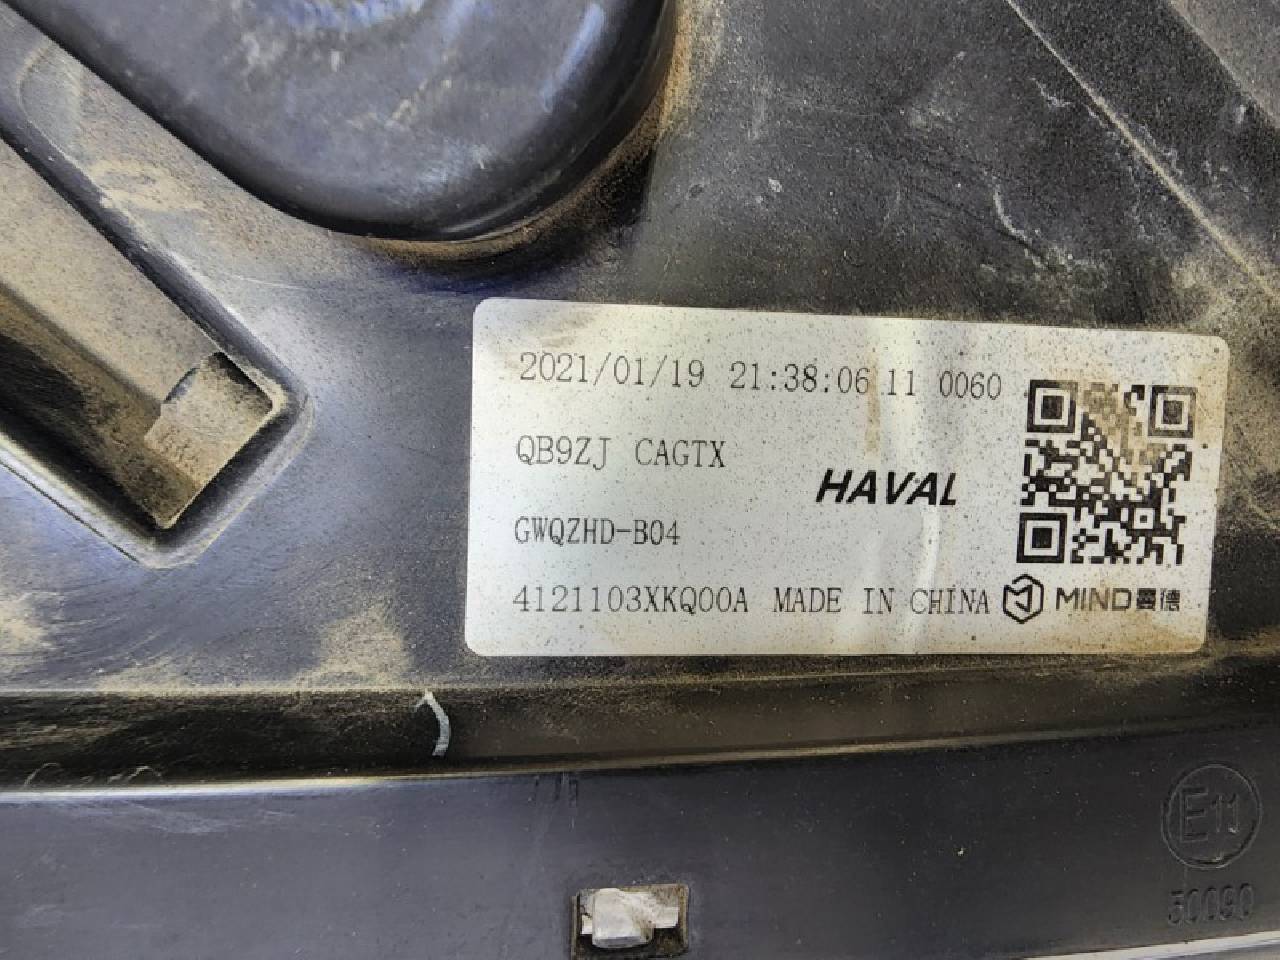 2021/01/19 21:38:06 11 0060
QB9ZJ CAGTX
HAVAL
GWQZHD-B04
4121103XKQ00A MADE IN CHINA MIND曼德
E11
50090